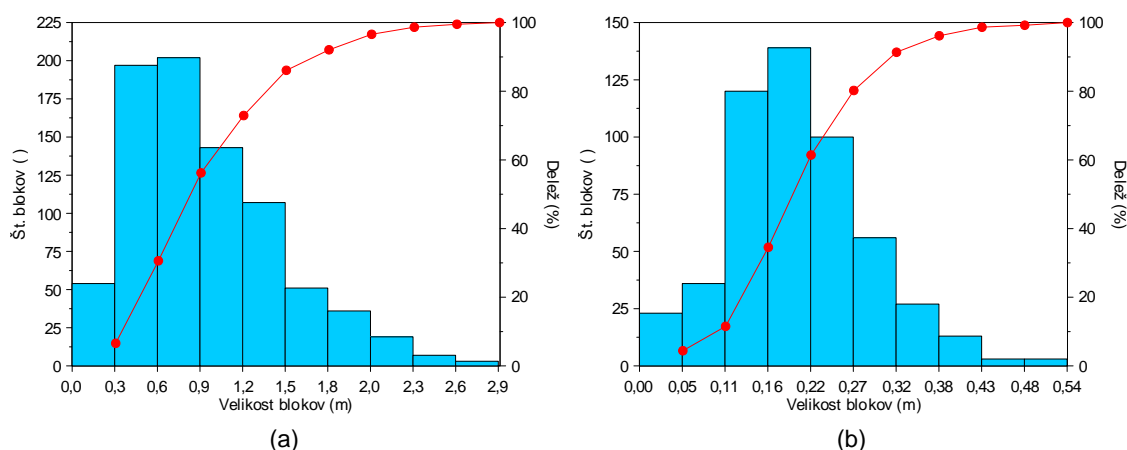 225
200
175
150
125
100
75
50
25
0
Št. blokov ( )
100
80
60
40
20
0
Delež (%)
0,0 0,3 0,6 0,9 1,2 1,5 1,8 2,0 2,3 2,6 2,9
Velikost blokov (m)
(a)
150
125
100
75
50
25
0
Št. blokov ( )
100
80
60
40
20
0
Delež (%)
0,00 0,05 0,11 0,16 0,22 0,27 0,32 0,38 0,43 0,48 0,54
Velikost blokov (m)
(b)